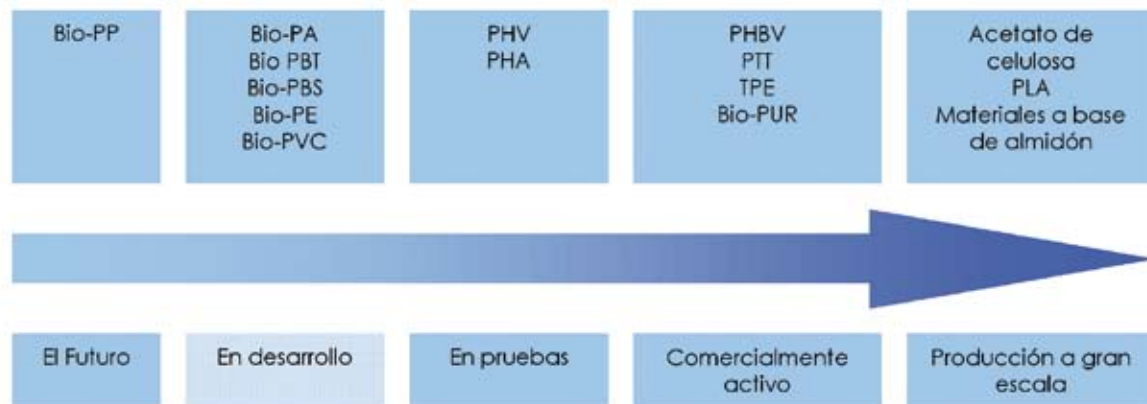 Bio-PP
Bio-PA
Bio PBT
Bio-PBS
Bio-PE
Bio-PVC
PHV
PHA
PHBV
PTT
TPE
Bio-PUR
Acetato de
celulosa
PLA
Materiales a base
de almidón
El Futuro
En desarrollo
En pruebas
Comercialmente
activo
Producción a gran
escala